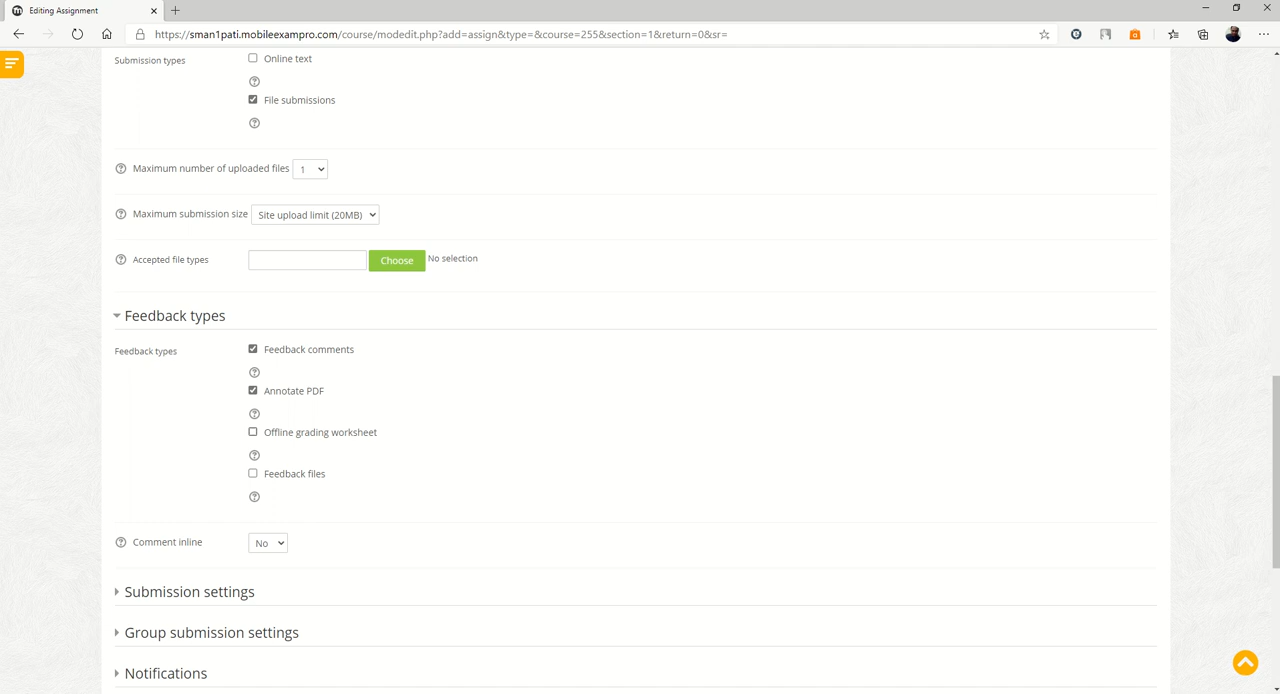 Editing Assignment
https://sman1pati.mobileexampro.com/course/modedit.php?add=assign&type=&course=255&section=1&return=0&sr=
Submission types
Online text
File submissions
Maximum number of uploaded files 1
Maximum submission size Site upload limit (20MB)
Accepted file types Choose No selection
Feedback types
Feedback types
Feedback comments
Annotate PDF
Offline grading worksheet
Feedback files
Comment inline No
Submission settings
Group submission settings
Notifications